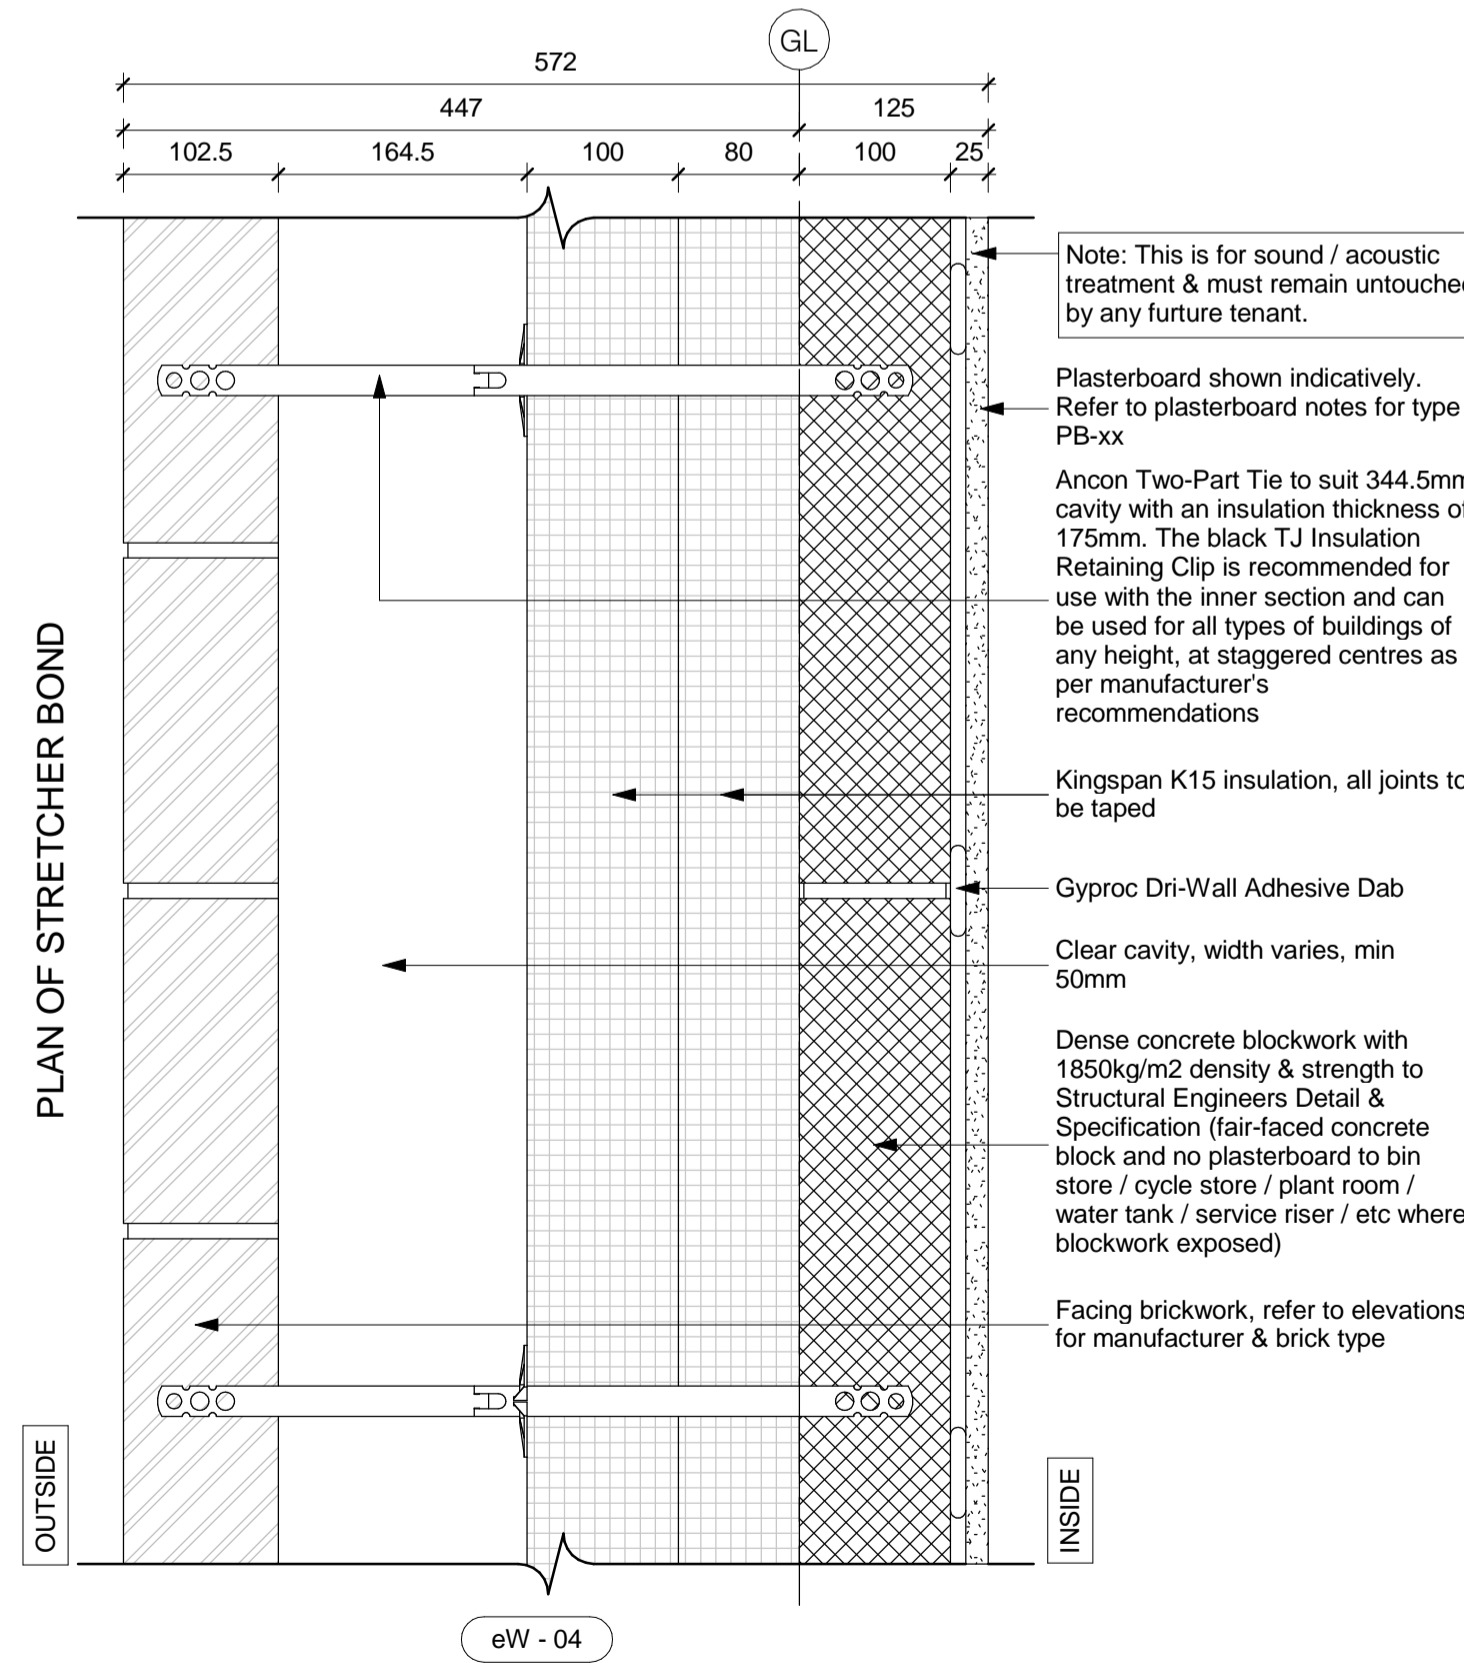 GL
572
447 125
102.5 164.5 100 80 100 25
Note: This is for sound / acoustic
treatment & must remain untouched
by any furture tenant.
Plasterboard shown indicatively.
Refer to plasterboard notes for type
PB-xx
Ancon Two-Part Tie to suit 344.5mm
cavity with an insulation thickness of
175mm. The black TJ Insulation
Retaining Clip is recommended for
use with the inner section and can
be used for all types of buildings of
any height, at staggered centres as
per manufacturer's
recommendations
Kingspan K15 insulation, all joints to
be taped
Gyproc Dri-Wall Adhesive Dab
Clear cavity, width varies, min
50mm
Dense concrete blockwork with
1850kg/m2 density & strength to
Structural Engineers Detail &
Specification (fair-faced concrete
block and no plasterboard to bin
store / cycle store / plant room /
water tank / service riser / etc where
blockwork exposed)
Facing brickwork, refer to elevations
for manufacturer & brick type
PLAN OF STRETCHER BOND
OUTSIDE
INSIDE
eW - 04